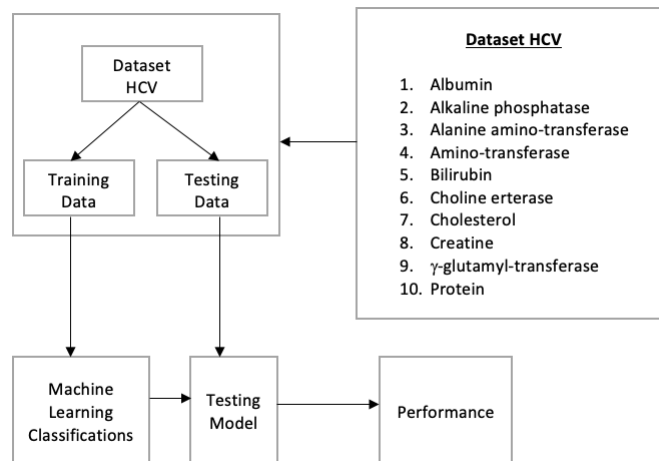 Dataset
HCV
Training
Data
Testing
Data
Dataset HCV
1. Albumin
2. Alkaline phosphatase
3. Alanine amino-transferase
4. Amino-transferase
5. Bilirubin
6. Choline erterase
7. Cholesterol
8. Creatine
9. γ-glutamyl-transferase
10. Protein
Machine
Learning
Classifications
Testing
Model
Performance